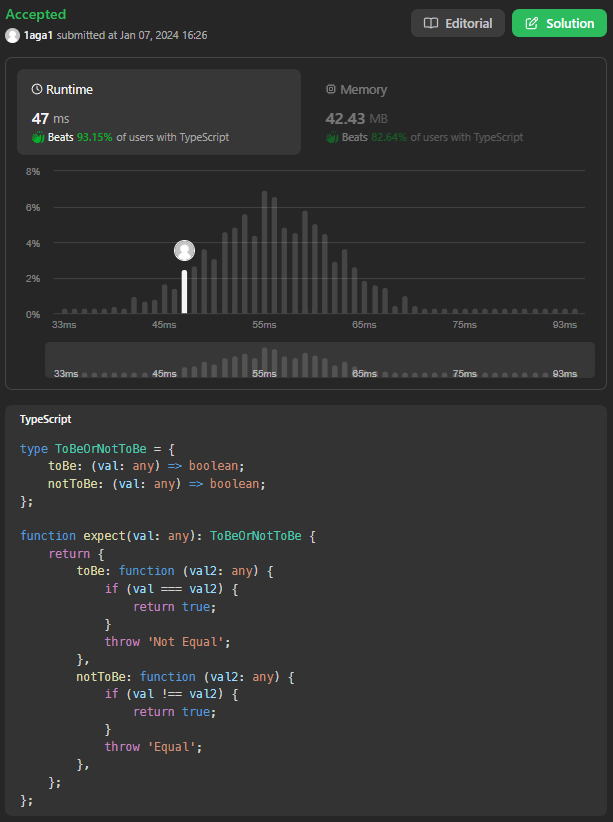 Accepted
1aga1 submitted at Jan 07, 2024 16:26
Editorial
Solution
Runtime
47 ms
Beats 93.15% of users with TypeScript
Memory
42.43 MB
Beats 82.64% of users with TypeScript
8%
6%
4%
2%
0%
33ms 45ms 55ms 65ms 75ms 93ms
33ms 45ms 55ms 65ms 75ms 93ms
TypeScript
type ToBeOrNotToBe = {
    toBe: (val: any) => boolean;
    notToBe: (val: any) => boolean;
};

function expect(val: any): ToBeOrNotToBe {
    return {
        toBe: function (val2: any) {
            if (val === val2) {
                return true;
            }
            throw 'Not Equal';
        },
        notToBe: function (val2: any) {
            if (val !== val2) {
                return true;
            }
            throw 'Equal';
        },
    };
};